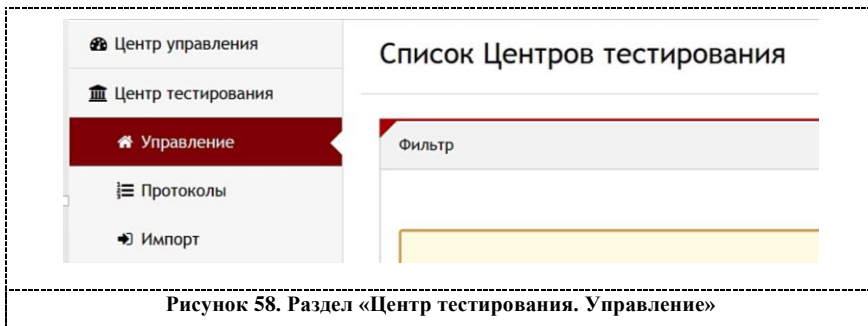 Центр управления
Центр тестирования
Управление
Протоколы
Импорт
Список Центров тестирования
Фильтр
Рисунок 58. Раздел «Центр тестирования. Управление»